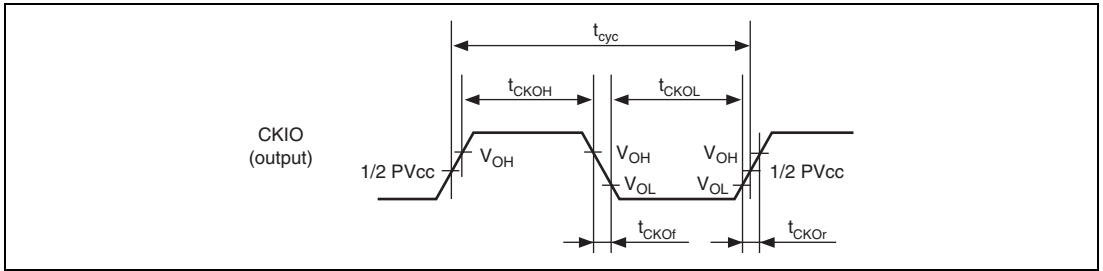 tcyc
tCKOH
tCKOL
CKIO
(output)
1/2 PVcc
VOH
VOH
VOL
VOH
VOL
1/2 PVcc
tCKOf
tCKOr